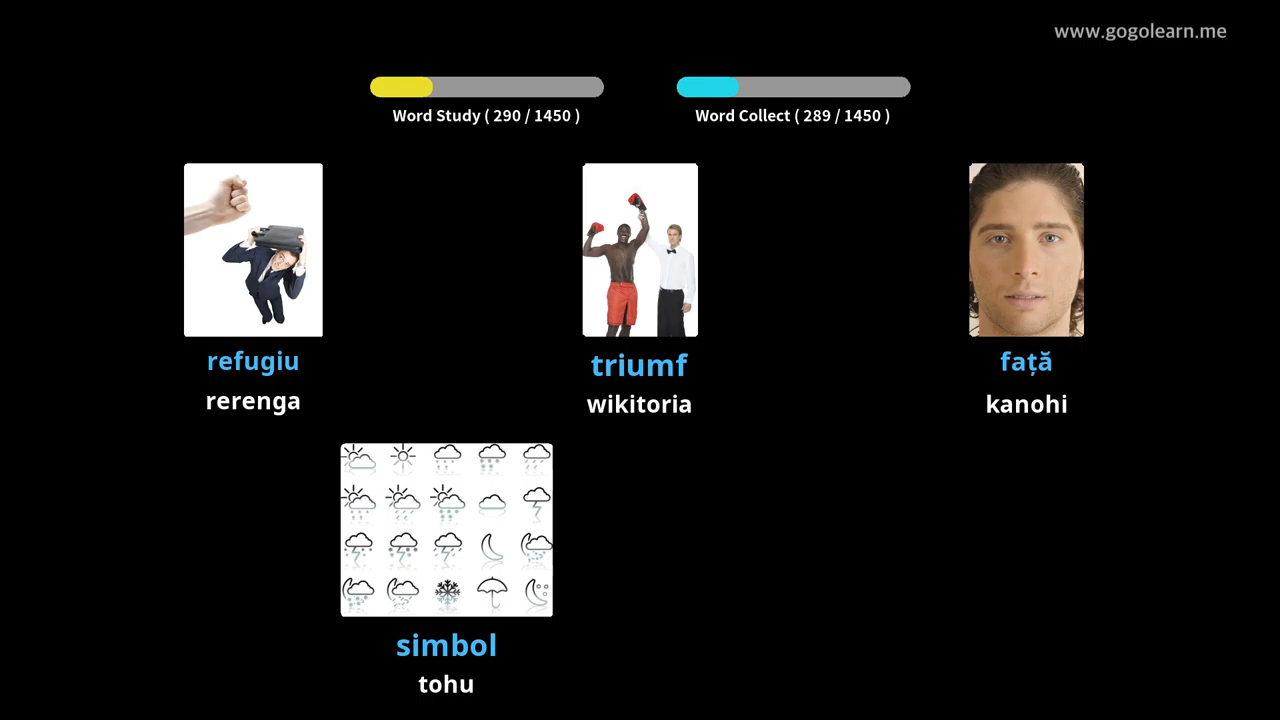 www.gogolearn.me
Word Study ( 290 / 1450 )
Word Collect ( 289 / 1450 )
refugiu
rerenga
triumf
wikitoria
față
kanohi
simbol
tohu